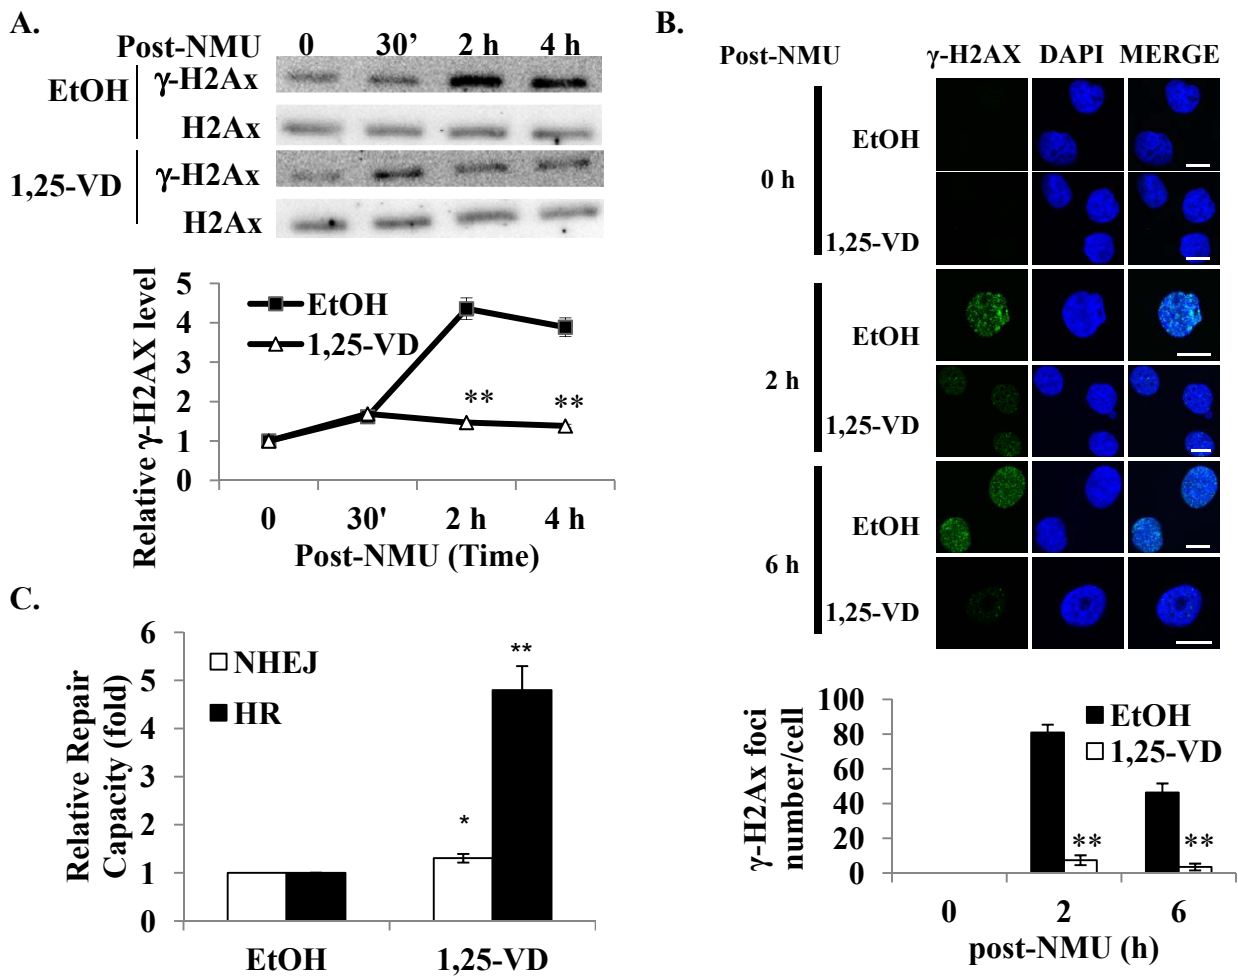 A.
Post-NMU 0 30’ 2 h 4 h
EtOH
γ-H2Ax
H2Ax
1,25-VD
γ-H2Ax
H2Ax
Relative γ-H2AX level
5
4
3
2
1
0
EtOH
1,25-VD
** **
0 30' 2 h 4 h
Post-NMU (Time)
B.
Post-NMU γ-H2AX DAPI MERGE
0 h
EtOH
1,25-VD
2 h
EtOH
1,25-VD
6 h
EtOH
1,25-VD
γ-H2Ax foci
number/cell
100
80
60
40
20
0
EtOH
1,25-VD
** **
0 2 6
post-NMU (h)
C.
Relative Repair
Capacity (fold)
6
5
4
3
2
1
0
NHEJ
HR
*
**
EtOH 1,25-VD